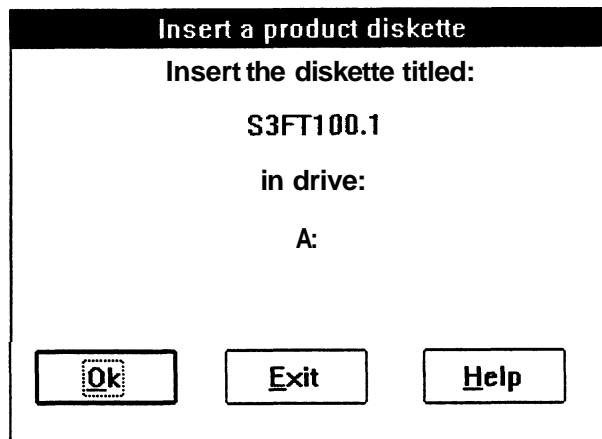 Insert a product diskette
Insert the diskette titled:
S3FT100.1
in drive:
A:
Ok Exit Help